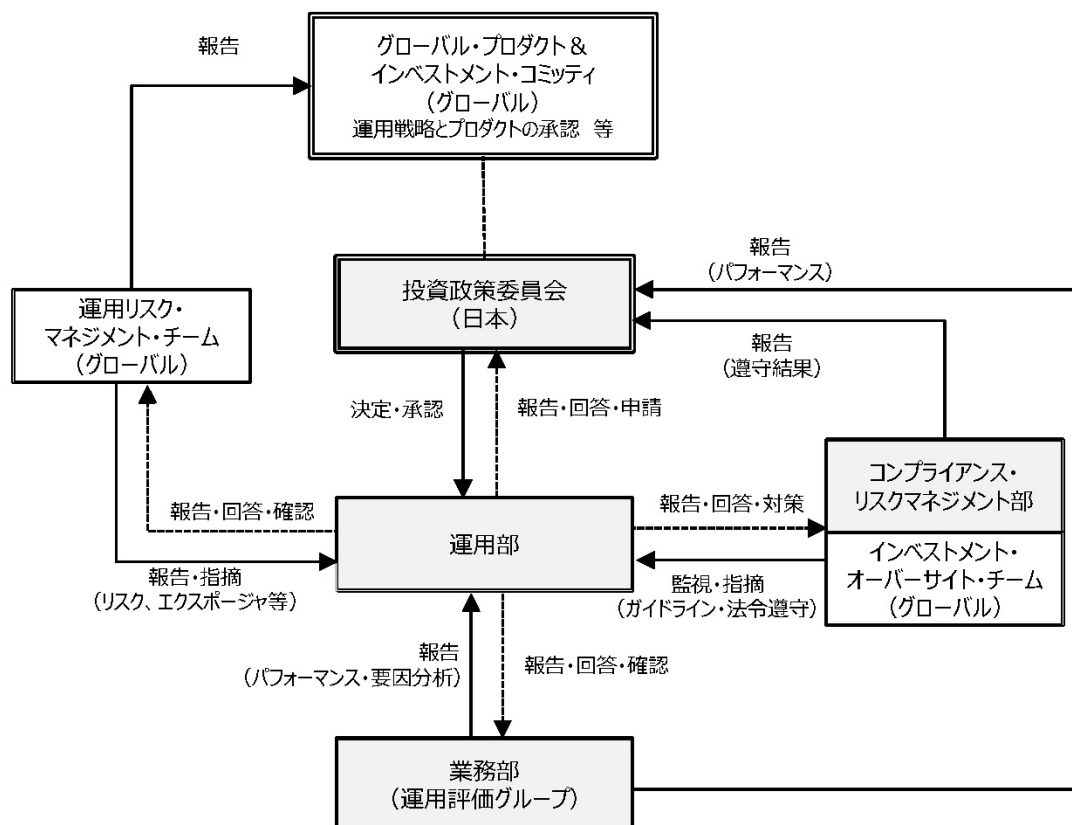 報告
グローバル・プロダクト&
インベストメント・コミッティ
(グローバル)
運用戦略とプロダクトの承認 等
報告
(パフォーマンス)
投資政策委員会
(日本)
運用リスク・
マネジメント・チーム
(グローバル)
報告
(遵守結果)
決定・承認
報告・回答・申請
コンプライアンス・
リスクマネジメント部
報告・回答・確認
運用部
報告・回答・対策
インベストメント・
オーバーサイト・チーム
(グローバル)
報告・指摘
(リスク、エクスポージャ等)
監視・指摘
(ガイドライン・法令遵守)
報告
(パフォーマンス・要因分析)
報告・回答・確認
業務部
(運用評価グループ)